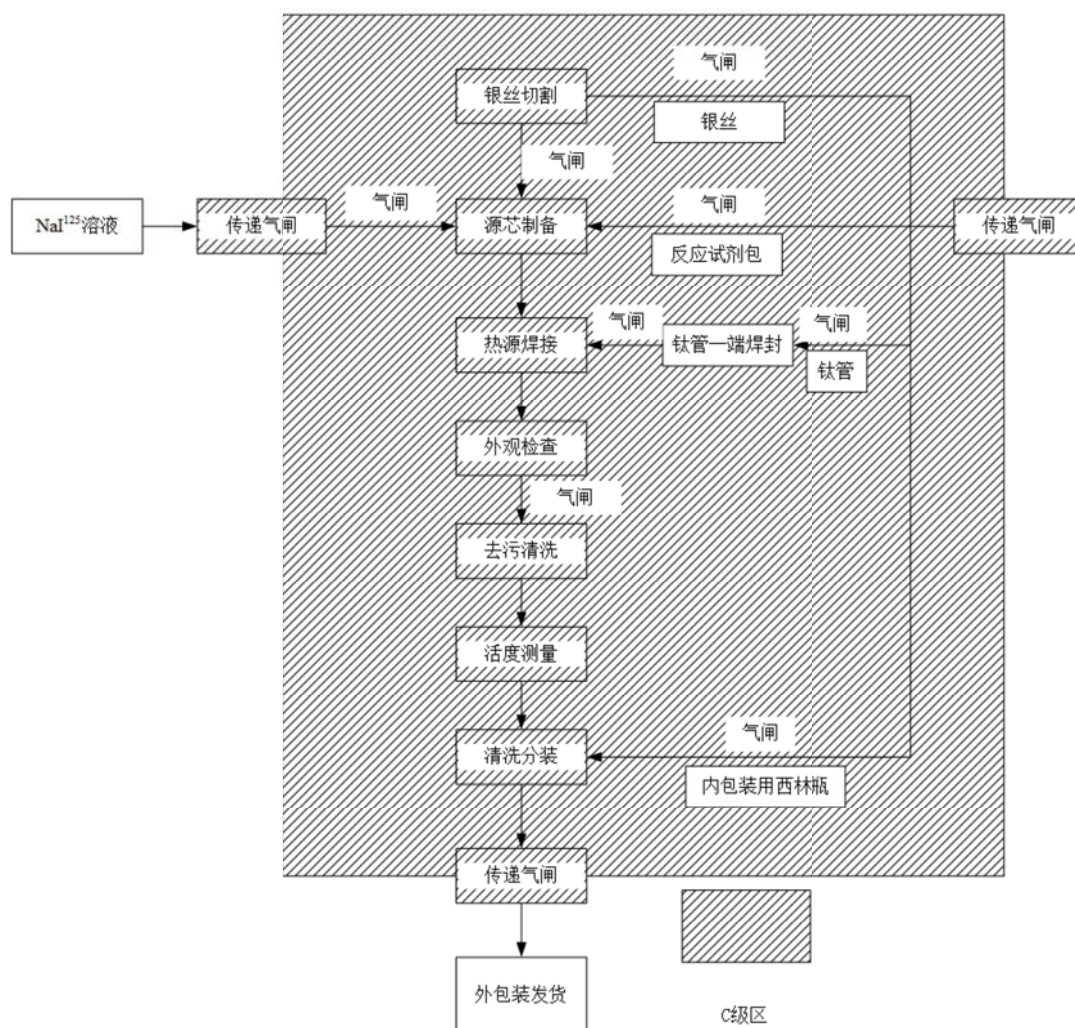 气闸
银丝切割
银丝
气闸
气闸
气闸
NaI¹²⁵溶液
传递气闸
源芯制备
传递气闸
反应试剂包
气闸
气闸
热源焊接
钛管一端焊封
钛管
外观检查
气闸
去污清洗
活度测量
气闸
清洗分装
内包装用西林瓶
传递气闸
外包装发货
C级区